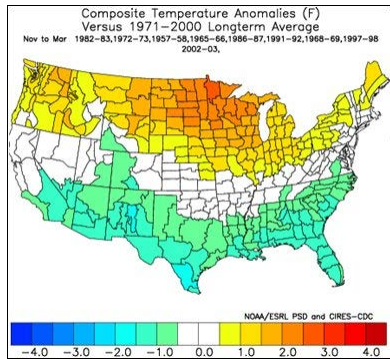 Composite Temperature Anomalies (F)
Versus 1971-2000 Longterm Average
Nov to Mar 1982-83,1972-73,1957-58,1965-66,1986-87,1991-92,1968-69,1997-98
2002-03,
NOAA/ESRL PSD and CIRES-CDC
-4.0 -3.0 -2.0 -1.0 0.0 1.0 2.0 3.0 4.0